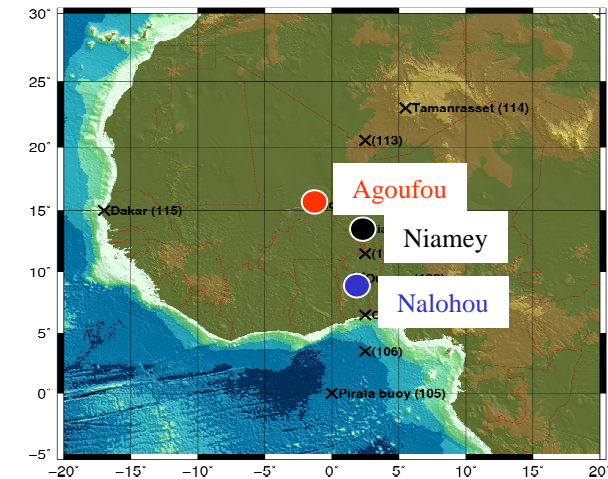 30°
25°
20°
15°
10°
5°
0°
−5°
Tamanrasset (114)
(113)
Agoufou
Dakar (115)
Niamey
Nalohou
(106)
Pirata buoy (105)
−20° −15° −10° −5° 0° 5° 10° 15° 20°